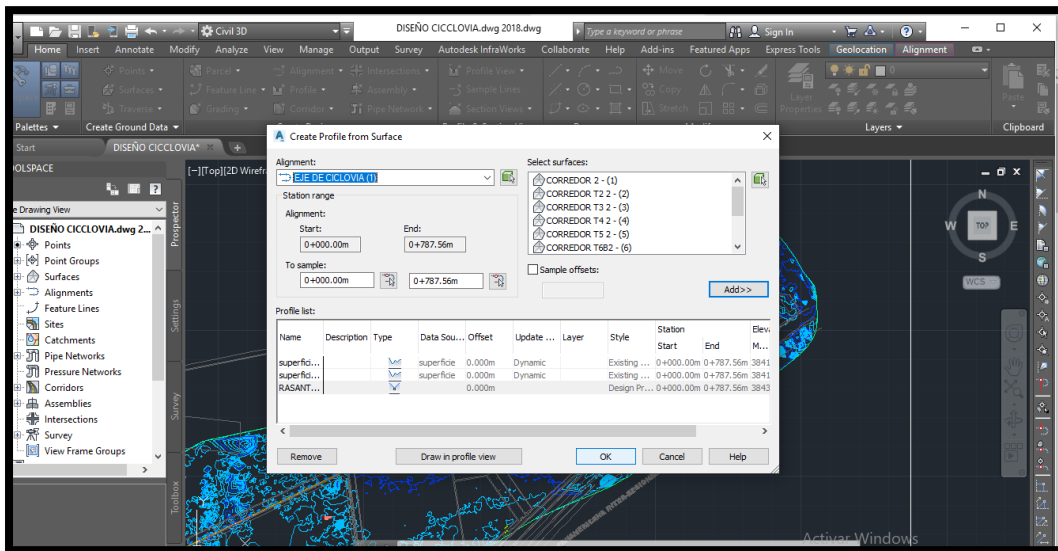 Civil 3D
DISEÑO CICCLOVIA.dwg 2018.dwg
Type a keyword or phrase
Sign In
Home Insert Annotate Modify Analyze View Manage Output Survey Autodesk InfraWorks Collaborate Help Add-ins Featured Apps Express Tools Geolocation Alignment
Points Parcel Alignment Intersections Profile View Move
Surfaces Feature Line Profile Assembly Sample Lines Copy Layer Paste
Traverse Grading Corridor Pipe Network Section Views Stretch Properties
Palettes Create Ground Data Layers Clipboard
Start DISEÑO CICCLOVIA*
OOLSPACE
[-][Top][2D Wirefr
e Drawing View
DISEÑO CICCLOVIA.dwg 2...
Points
Point Groups
Surfaces
Alignments
Feature Lines
Sites
Catchments
Pipe Networks
Pressure Networks
Corridors
Assemblies
Intersections
Survey
View Frame Groups
Prospector
Settings
Survey
Toolbox
Create Profile from Surface
Alignment:
EJE DE CICLOVIA (1)
Station range
Alignment:
Start: End:
0+000.00m 0+787.56m
To sample:
0+000.00m 0+787.56m
Select surfaces:
CORREDOR 2 - (1)
CORREDOR T2 2 - (2)
CORREDOR T3 2 - (3)
CORREDOR T4 2 - (4)
CORREDOR T5 2 - (5)
CORREDOR T6B2 - (6)
Sample offsets:
Add>>
Profile list:
Name Description Type Data Sou... Offset Update ... Layer Style Station Start End Elev M...
superfici... superficie 0.000m Dynamic Existing ... 0+000.00m 0+787.56m 3841
superfici... superficie 0.000m Dynamic Existing ... 0+000.00m 0+787.56m 3841
RASANT... 0.000m Design Pr... 0+000.00m 0+787.56m 3843
Remove Draw in profile view OK Cancel Help
N
W TOP E
S
WCS
Activar Windows